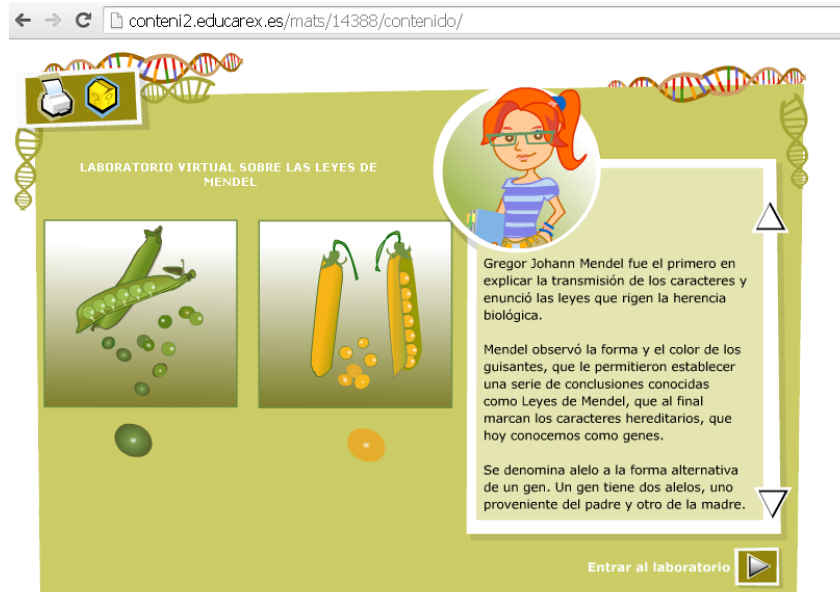 conteni2.educarex.es/mats/14388/contenido/
LABORATORIO VIRTUAL SOBRE LAS LEYES DE
MENDEL
Gregor Johann Mendel fue el primero en
explicar la transmisión de los caracteres y
enunció las leyes que rigen la herencia
biológica.
Mendel observó la forma y el color de los
guisantes, que le permitieron establecer
una serie de conclusiones conocidas
como Leyes de Mendel, que al final
marcan los caracteres hereditarios, que
hoy conocemos como genes.
Se denomina alelo a la forma alternativa
de un gen. Un gen tiene dos alelos, uno
proveniente del padre y otro de la madre.
Entrar al laboratorio